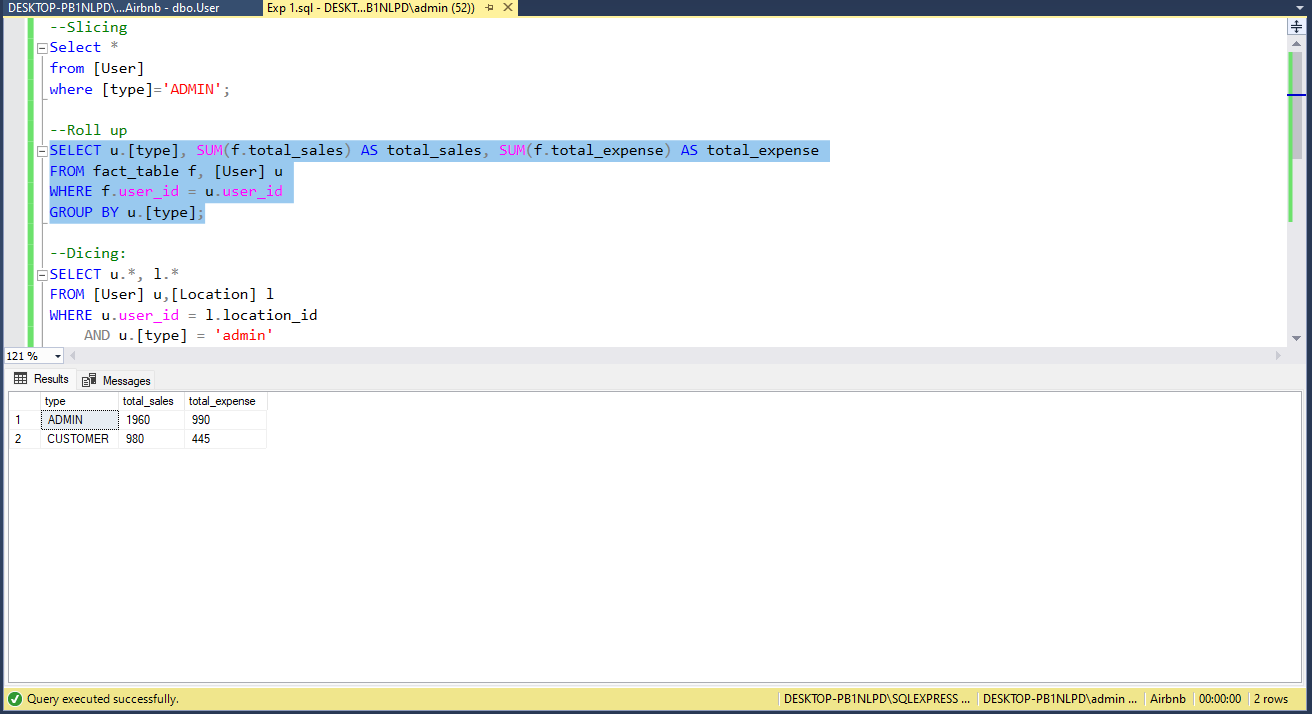 DESKTOP-PB1NLPD\...Airbnb - dbo.User
Exp 1.sql - DESKT...B1NLPD\admin (52))
--Slicing
Select *
from [User]
where [type]='ADMIN';
--Roll up
SELECT u.[type], SUM(f.total_sales) AS total_sales, SUM(f.total_expense) AS total_expense
FROM fact_table f, [User] u
WHERE f.user_id = u.user_id
GROUP BY u.[type];
--Dicing:
SELECT u.*, l.*
FROM [User] u,[Location] l
WHERE u.user_id = l.location_id
AND u.[type] = 'admin'
121 %
Results Messages
type total_sales total_expense
1 ADMIN 1960 990
2 CUSTOMER 980 445
Query executed successfully.
DESKTOP-PB1NLPD\SQLEXPRESS ... DESKTOP-PB1NLPD\admin ... Airbnb 00:00:00 2 rows